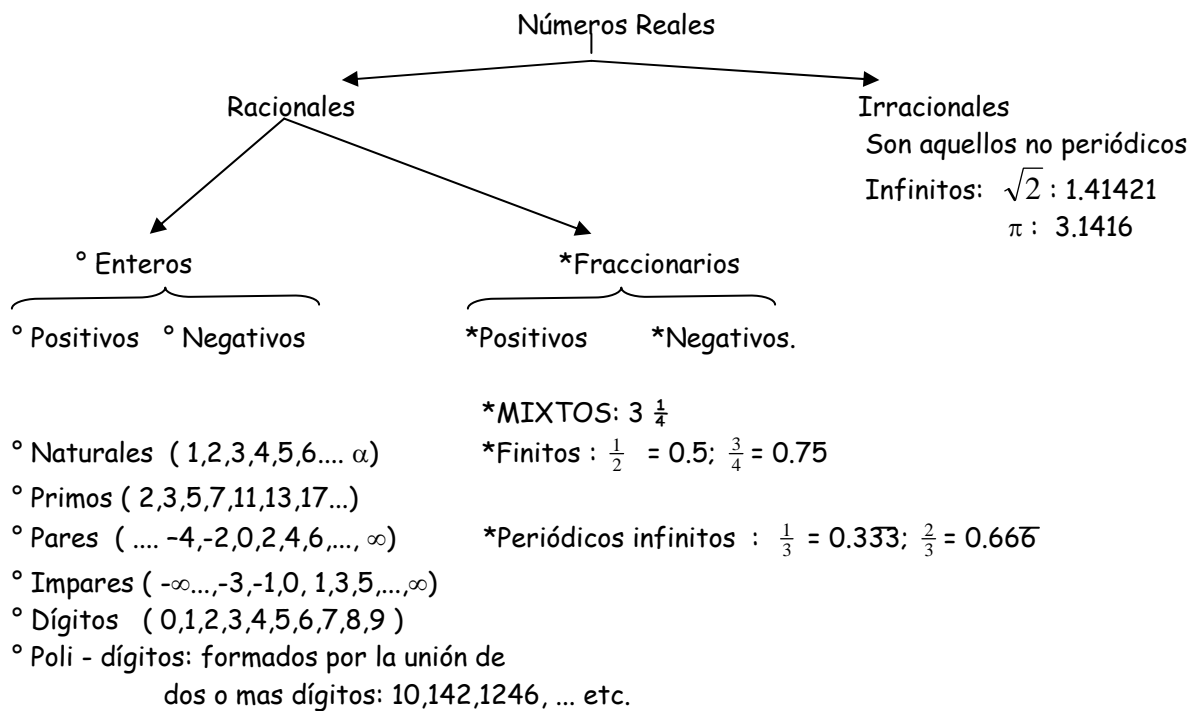 Números Reales
Racionales Irracionales
Son aquellos no periódicos
Infinitos: √2 : 1.41421
π : 3.1416
° Enteros *Fraccionarios
° Positivos ° Negativos *Positivos *Negativos.
*MIXTOS: 3 ¼
° Naturales ( 1,2,3,4,5,6.... α) *Finitos : 1/2 = 0.5; 3/4 = 0.75
° Primos ( 2,3,5,7,11,13,17...)
° Pares ( .... –4,-2,0,2,4,6,..., ∞) *Periódicos infinitos : 1/3 = 0.33̅3̅; 2/3 = 0.666̅
° Impares ( -∞...,-3,-1,0, 1,3,5,...,∞)
° Dígitos ( 0,1,2,3,4,5,6,7,8,9 )
° Poli - dígitos: formados por la unión de
dos o mas dígitos: 10,142,1246, ... etc.